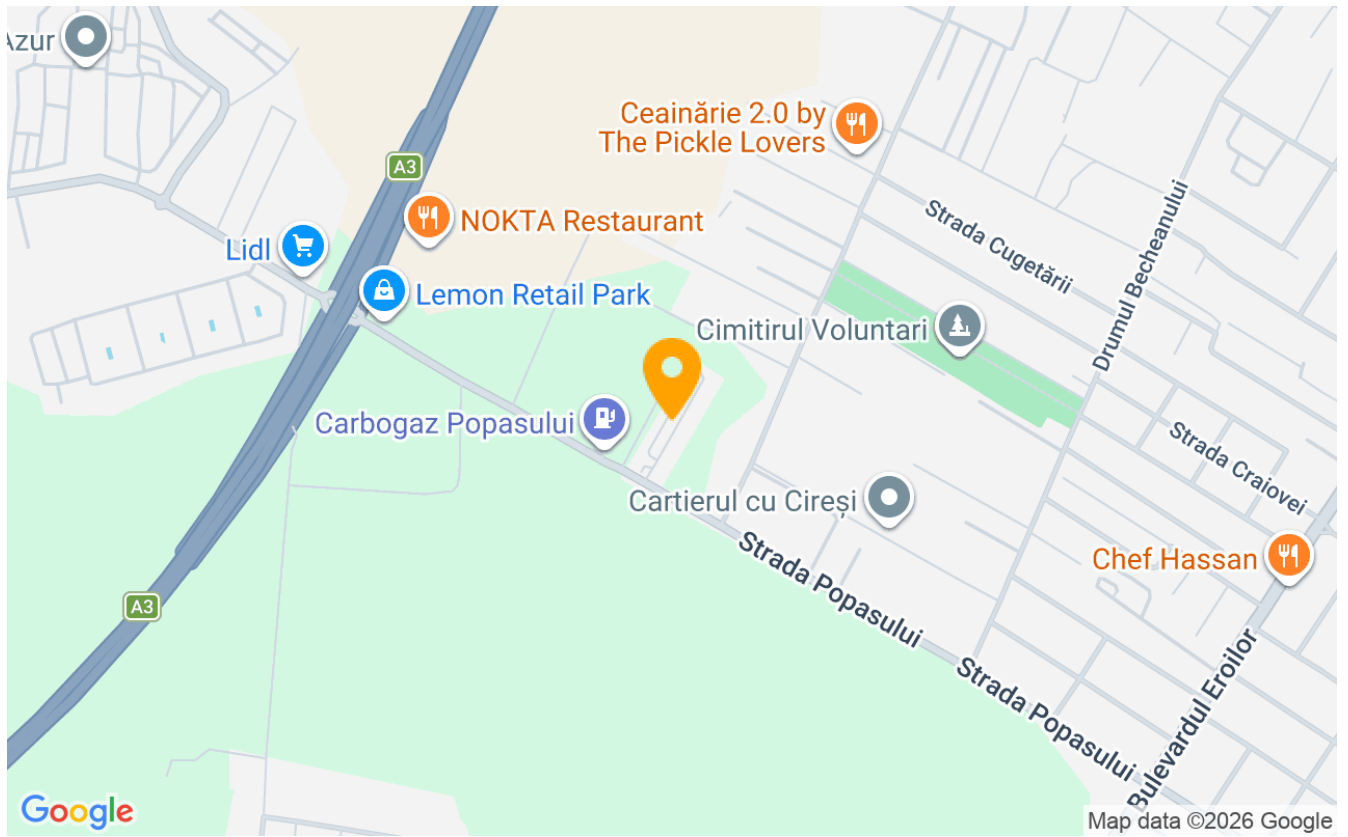 Azur
Ceainărie 2.0 by
The Pickle Lovers
A3
NOKTA Restaurant
Lidl
Lemon Retail Park
Strada Cugetării
Drumul Becheanului
Cimitirul Voluntari
Carbogaz Popasului
Strada Craiovei
Cartierul cu Cireși
Chef Hassan
Strada Popasului
A3
Strada Popasului
Bulevardul Eroilor
Google
Map data ©2026 Google